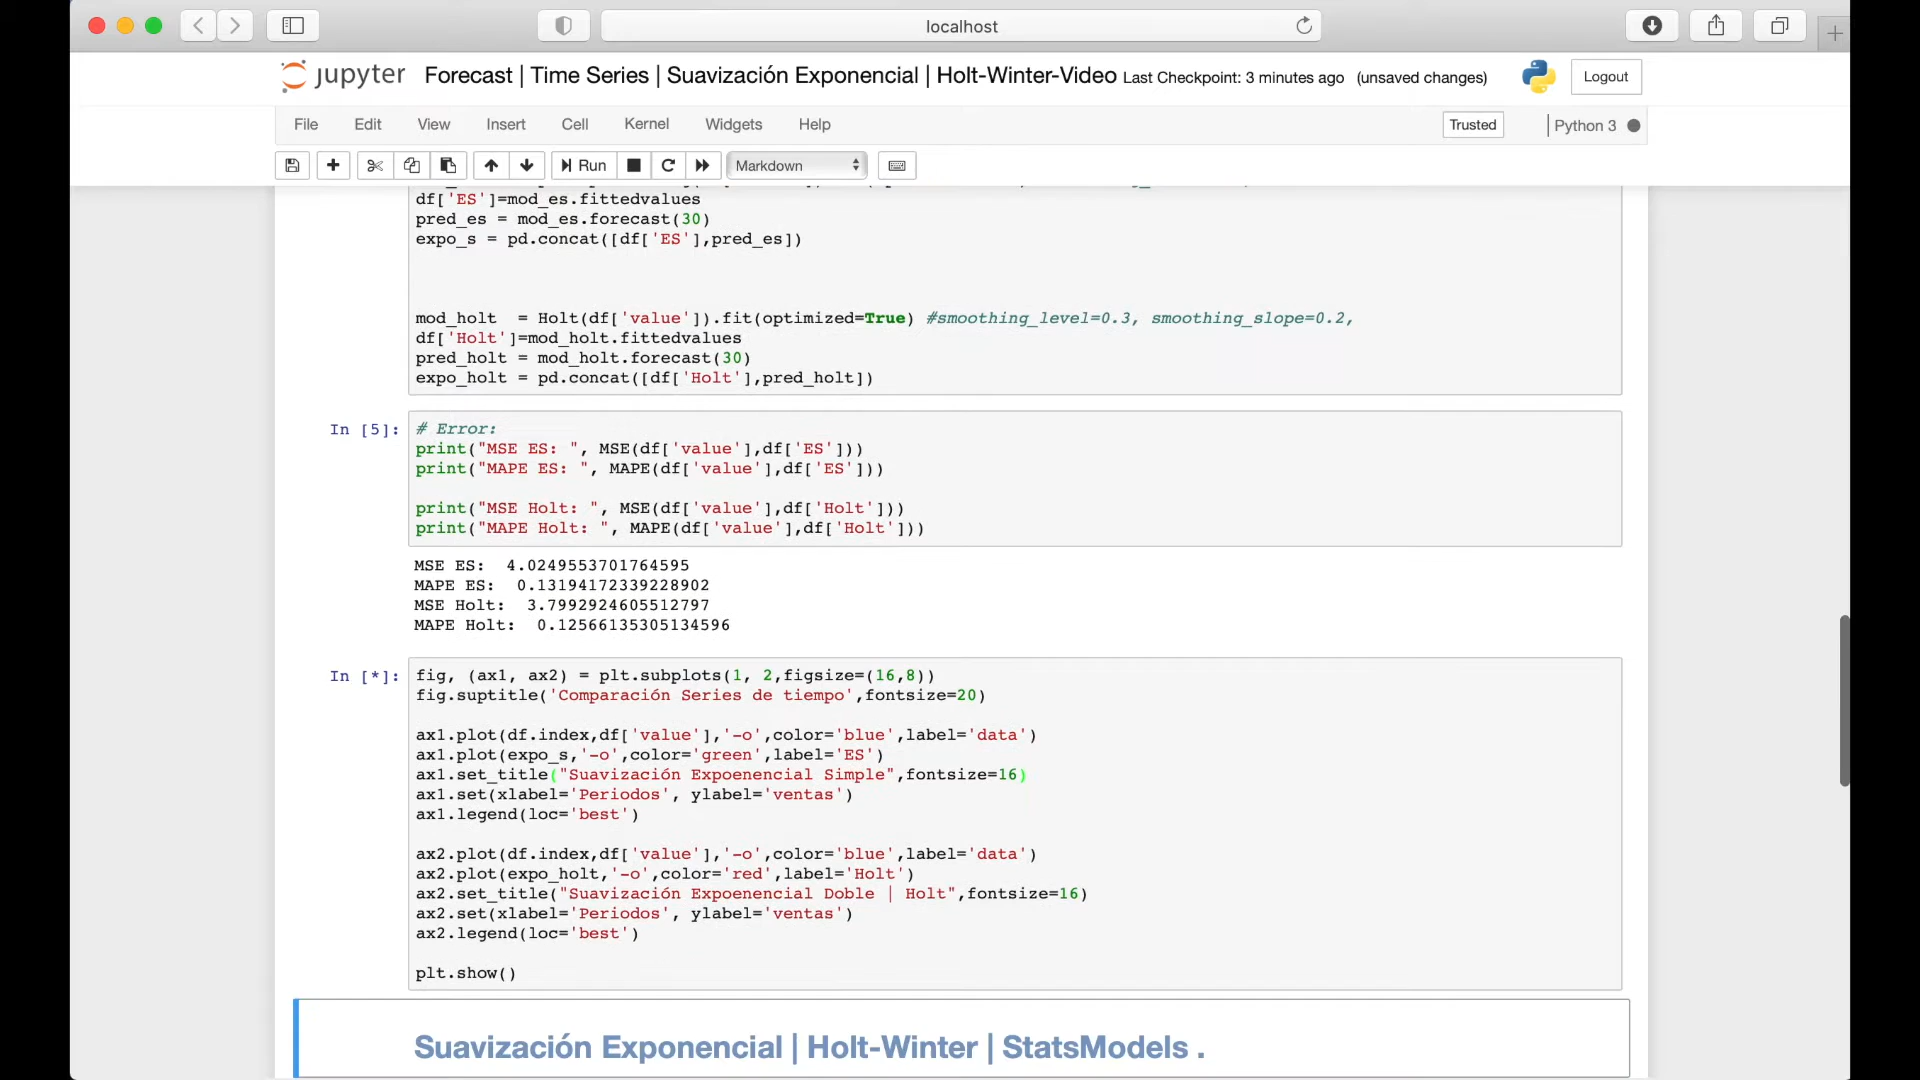 localhost
jupyter Forecast | Time Series | Suavización Exponencial | Holt-Winter-Video Last Checkpoint: 3 minutes ago (unsaved changes) Logout
File Edit View Insert Cell Kernel Widgets Help Trusted Python 3
Run Markdown
df['ES']=mod_es.fittedvalues
pred_es = mod_es.forecast(30)
expo_s = pd.concat([df['ES'],pred_es])
mod_holt  = Holt(df['value']).fit(optimized=True) #smoothing_level=0.3, smoothing_slope=0.2,
df['Holt']=mod_holt.fittedvalues
pred_holt = mod_holt.forecast(30)
expo_holt = pd.concat([df['Holt'],pred_holt])
In [5]: # Error:
print("MSE ES: ", MSE(df['value'],df['ES']))
print("MAPE ES: ", MAPE(df['value'],df['ES']))
print("MSE Holt: ", MSE(df['value'],df['Holt']))
print("MAPE Holt: ", MAPE(df['value'],df['Holt']))
MSE ES:  4.0249553701764595
MAPE ES:  0.13194172339228902
MSE Holt:  3.7992924605512797
MAPE Holt:  0.12566135305134596
In [*]: fig, (ax1, ax2) = plt.subplots(1, 2,figsize=(16,8))
fig.suptitle('Comparación Series de tiempo',fontsize=20)
ax1.plot(df.index,df['value'],'-o',color='blue',label='data')
ax1.plot(expo_s,'-o',color='green',label='ES')
ax1.set_title("Suavización Expoenencial Simple",fontsize=16)
ax1.set(xlabel='Periodos', ylabel='ventas')
ax1.legend(loc='best')
ax2.plot(df.index,df['value'],'-o',color='blue',label='data')
ax2.plot(expo_holt,'-o',color='red',label='Holt')
ax2.set_title("Suavización Expoenencial Doble | Holt",fontsize=16)
ax2.set(xlabel='Periodos', ylabel='ventas')
ax2.legend(loc='best')
plt.show()
Suavización Exponencial | Holt-Winter | StatsModels .